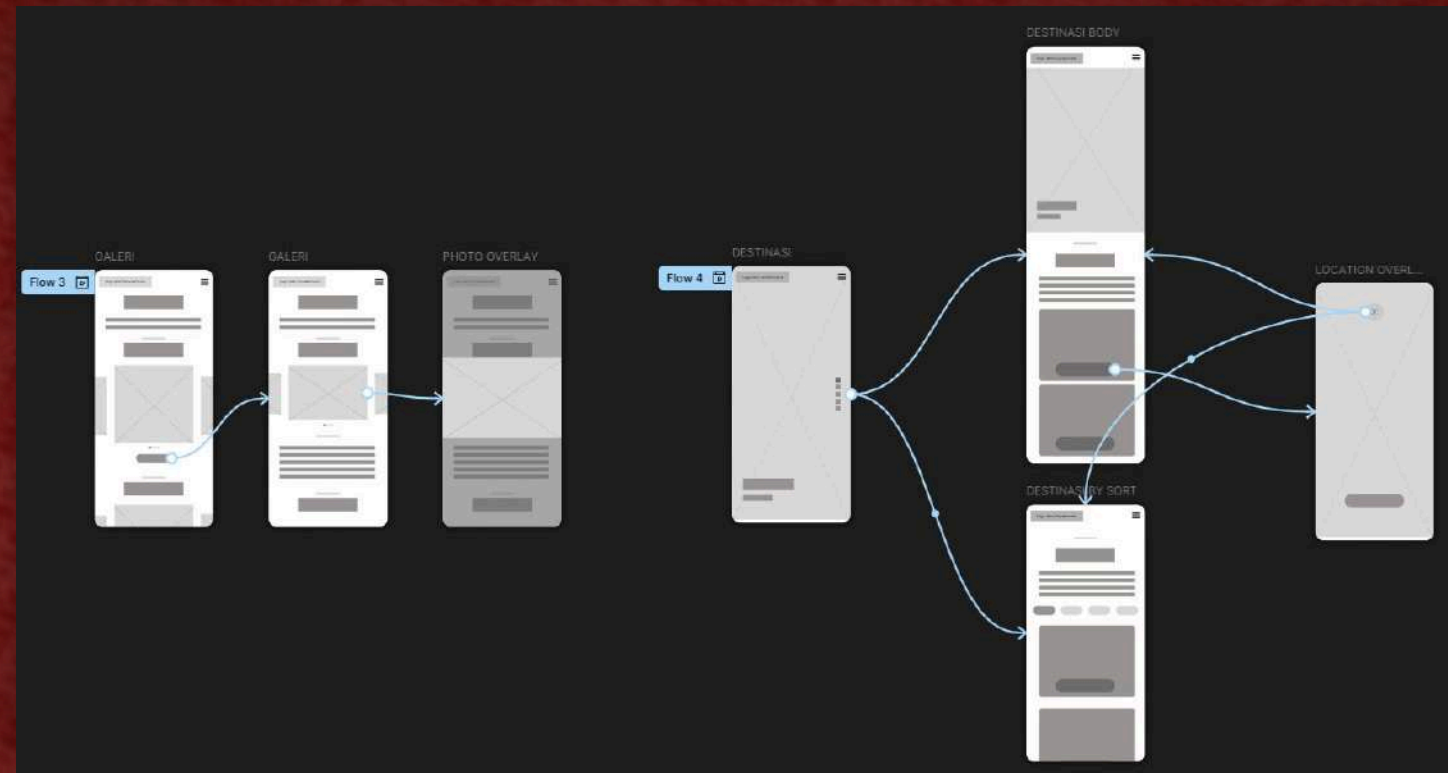 DESTINASI BODY
GALERI
GALERI
PHOTO OVERLAY
DESTINASI
LOCATION OVERL...
Flow 3
Flow 4
DESTINASI BY SORT